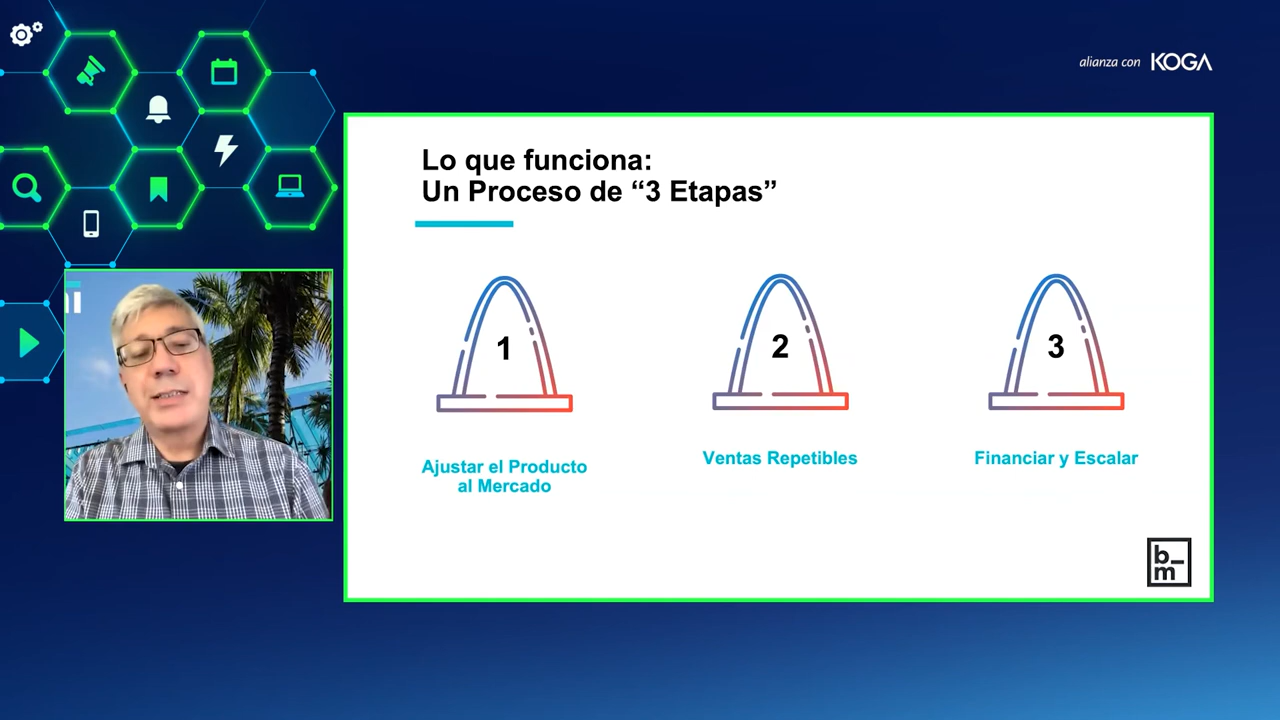 alianza con KOGA
Lo que funciona:
Un Proceso de “3 Etapas”
1
2
3
Ajustar el Producto
al Mercado
Ventas Repetibles
Financiar y Escalar
b_
m